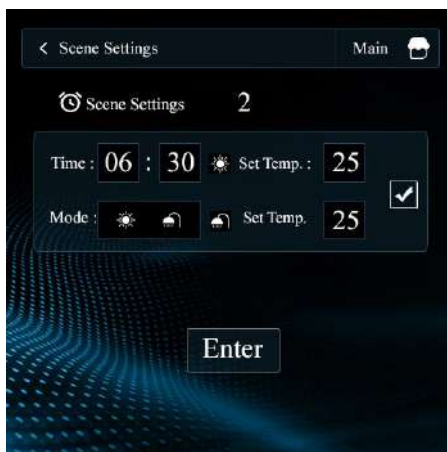 < Scene Settings Main
Scene Settings 2
Time : 06 : 30 Set Temp. : 25
Mode : Set Temp. 25
Enter